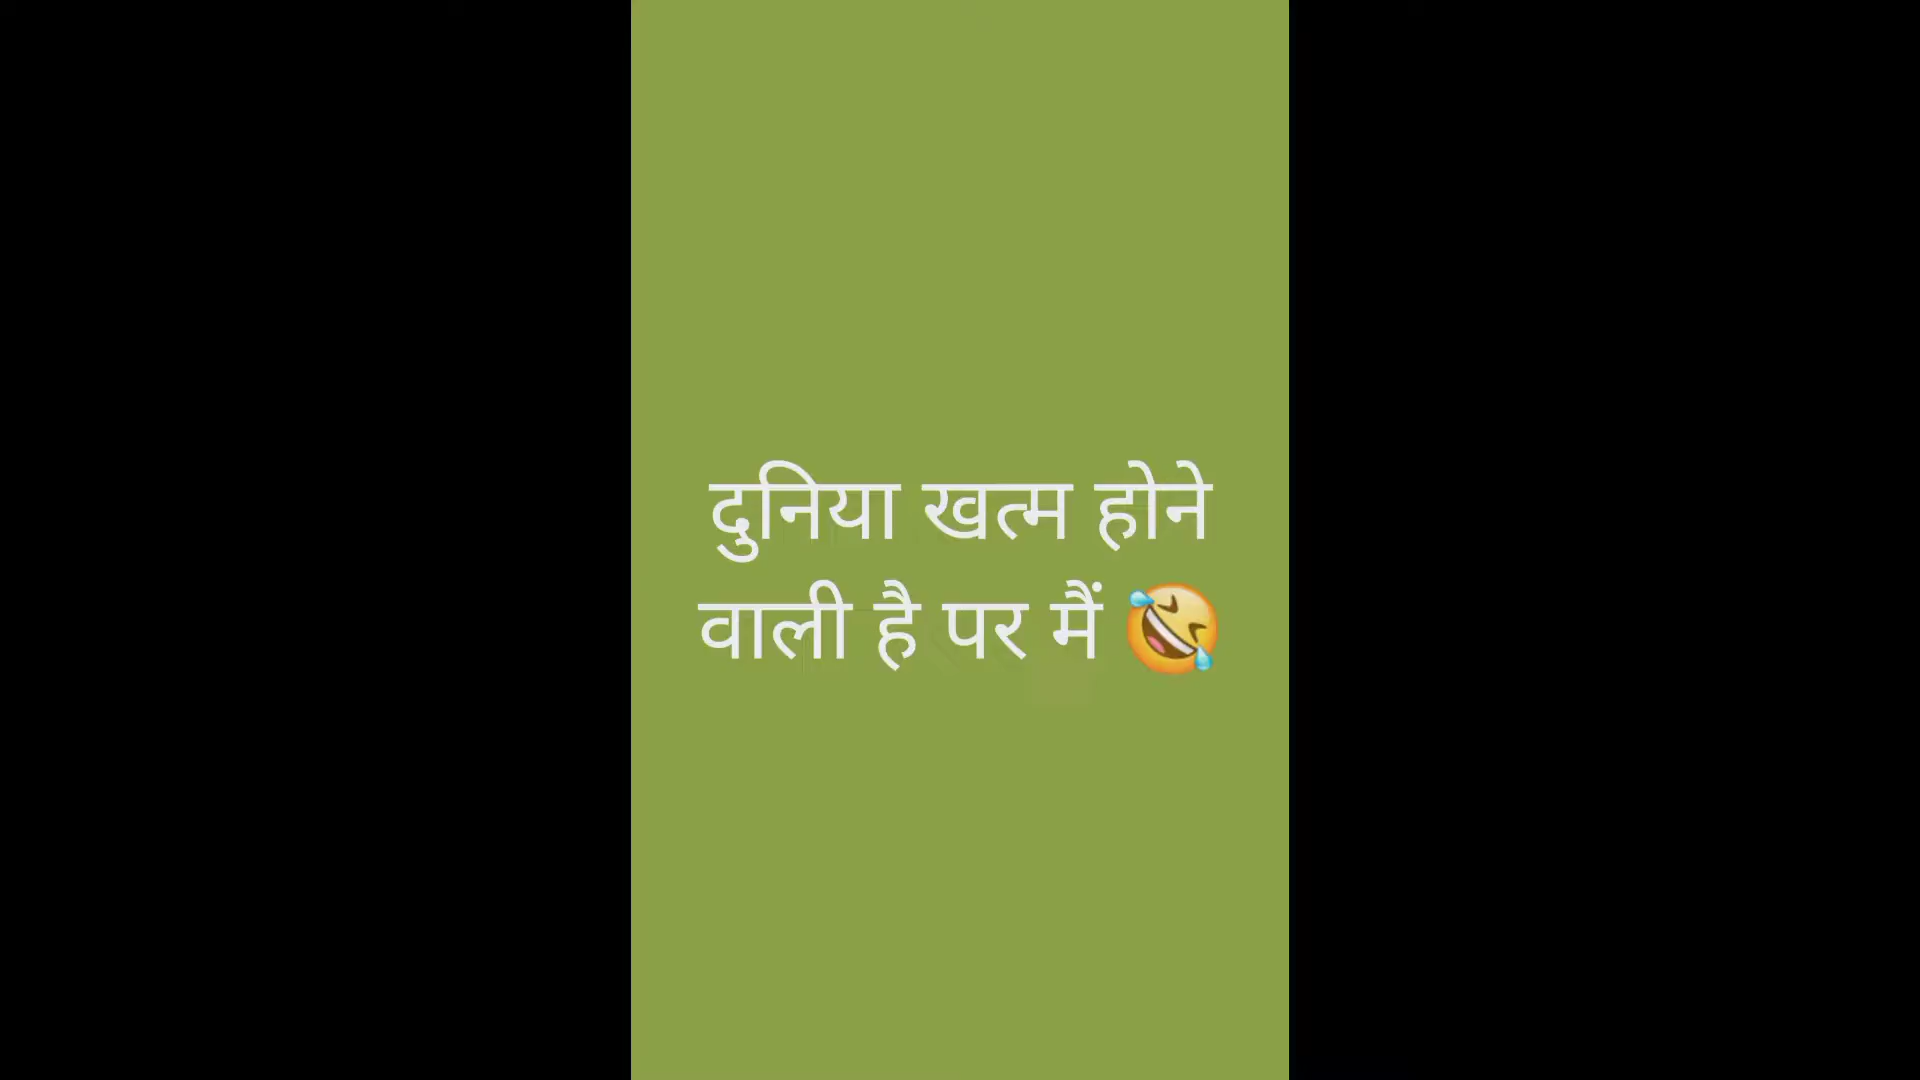 दुनिया खत्म होने
वाली है पर मैं 🤣